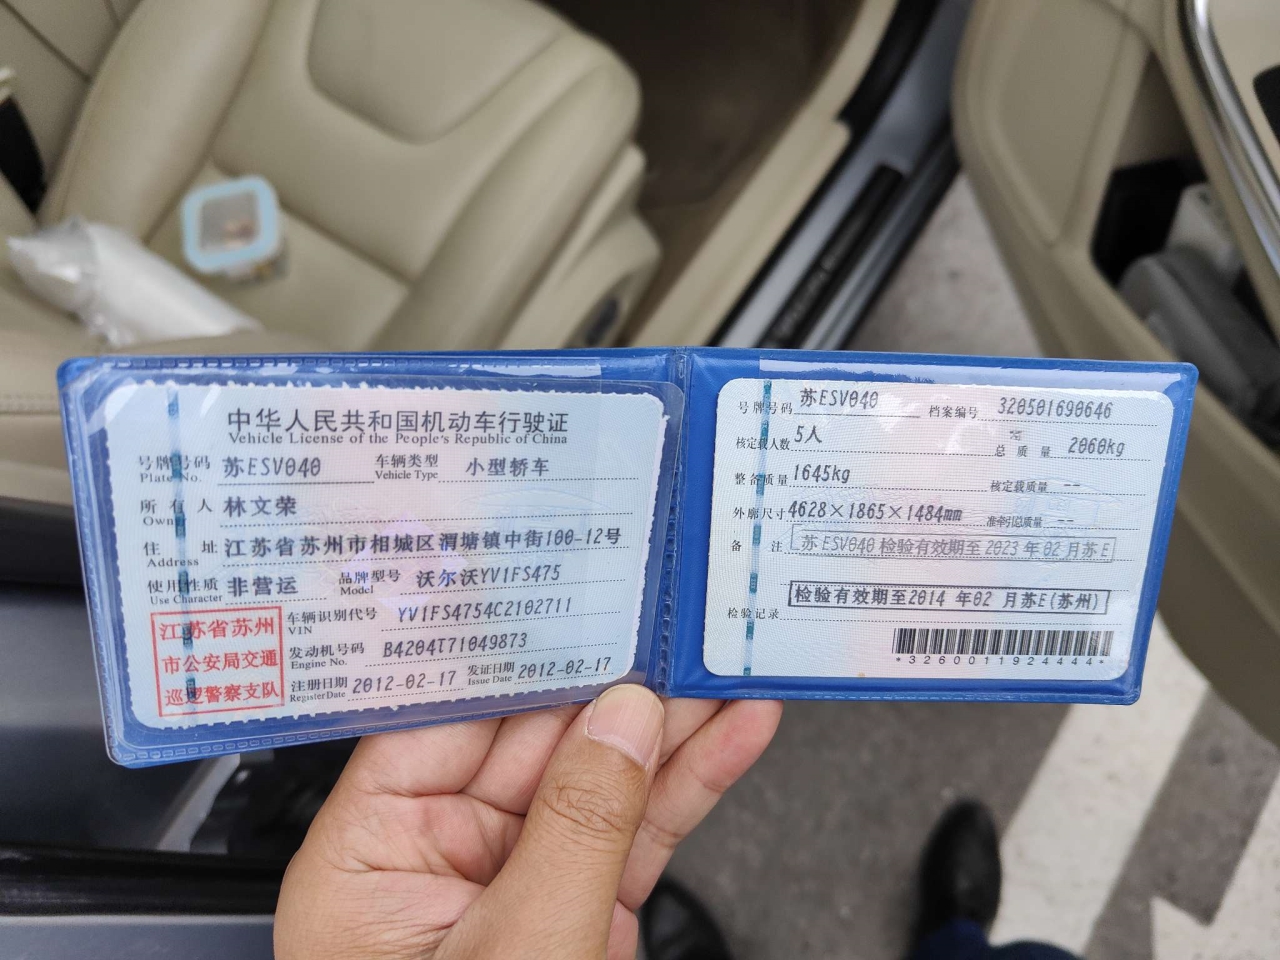 中华人民共和国机动车行驶证
Vehicle License of the People's Republic of China
号牌号码 Plate No. 苏ESV040 车辆类型 Vehicle Type 小型轿车
所有人 Owner 林文荣
住址 Address 江苏省苏州市相城区渭塘镇中街100-12号
使用性质 Use Character 非营运 品牌型号 Model 沃尔沃YV1FS475
江苏省苏州
市公安局交通
巡逻警察支队
车辆识别代号 VIN YV1FS4754C2102711
发动机号码 Engine No. B4204T71049873
注册日期 Register Date 2012-02-17 发证日期 Issue Date 2012-02-17
号牌号码 苏ESV040 档案编号 320501690646
核定载人数 5人 总质量 2060kg
整备质量 1645kg 核定载质量 --
外廓尺寸 4628×1865×1484mm 准牵引总质量 --
备注 苏ESV040 检验有效期至 2023 年 02 月苏E
检验有效期至2014 年02 月苏E(苏州)
检验记录
*3260011924444*